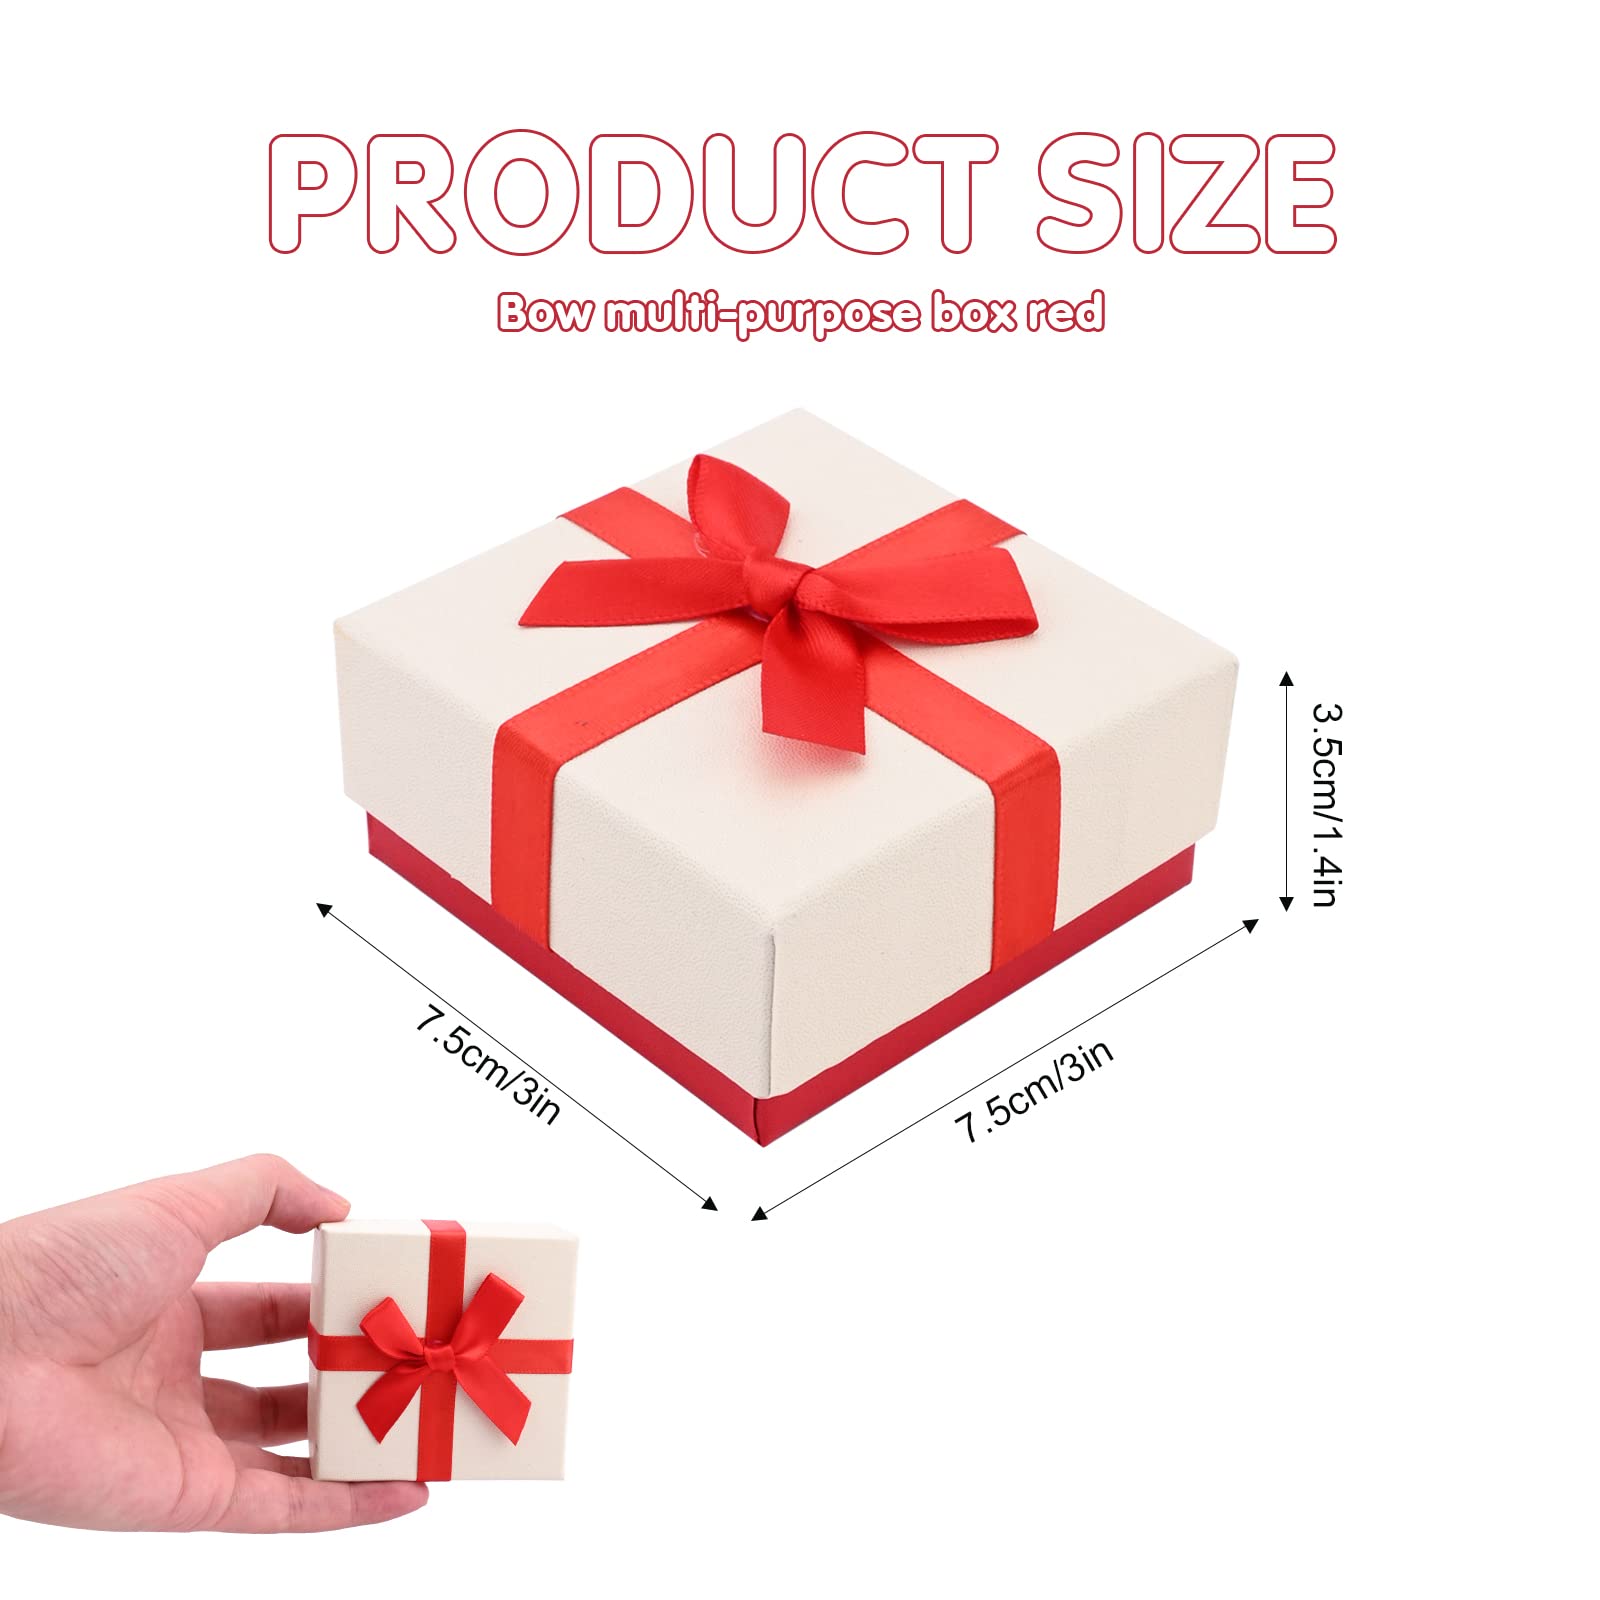 PRODUCT SIZE
Bow multi-purpose box red
3.5cm/1.4in
7.5cm/3in
7.5cm/3in